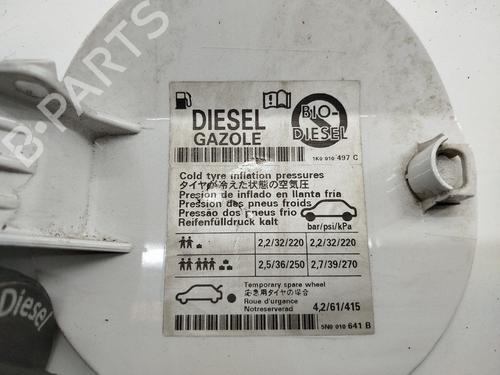 DIESEL
GAZOLE
BIO-
DIESEL
1K0 010 497 C
Cold tyre inflation pressures
タイヤが冷えた状態の空気圧
Presion de inflado en llanta fria
Pression des pneus froids
Pressão dos pneus frio
Reifenfülldruck kalt
bar/psi/kPa
2,2/32/220 2,2/32/220
2,5/36/250 2,7/39/270
Temporary spare wheel
応急用タイヤの場合
Roue d'urgance
Notreserverad
4,2/61/415
5N0 010 641 B
Diesel
B-Parts